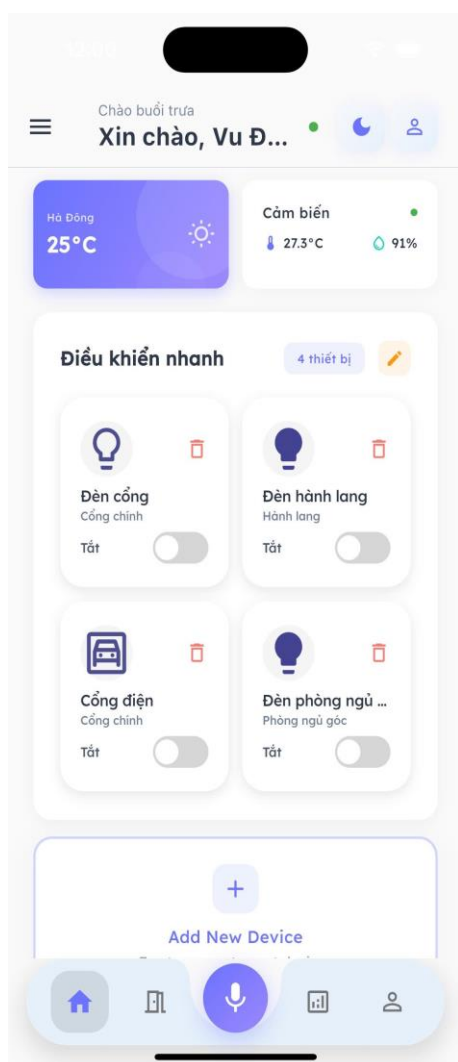 Chào buổi trưa
Xin chào, Vu Đ...
Hà Đông
25°C
Cảm biến
27.3°C
91%
Điều khiển nhanh
4 thiết bị
Đèn cổng
Cổng chính
Tắt
Đèn hành lang
Hành lang
Tắt
Cổng điện
Cổng chính
Tắt
Đèn phòng ngủ ...
Phòng ngủ góc
Tắt
Add New Device